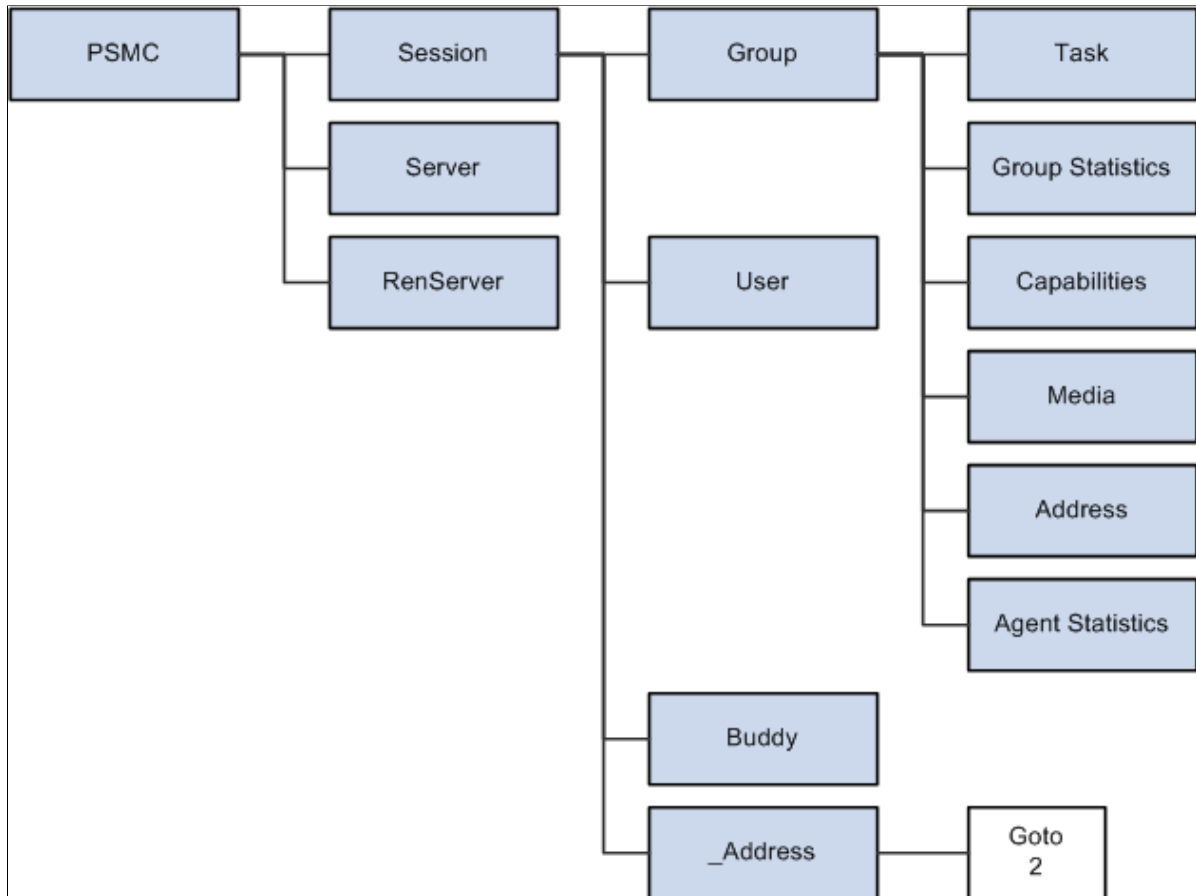 PSMC
Session
Group
Task
Server
Group Statistics
RenServer
User
Capabilities
Media
Address
Agent Statistics
Buddy
_Address
Goto
2